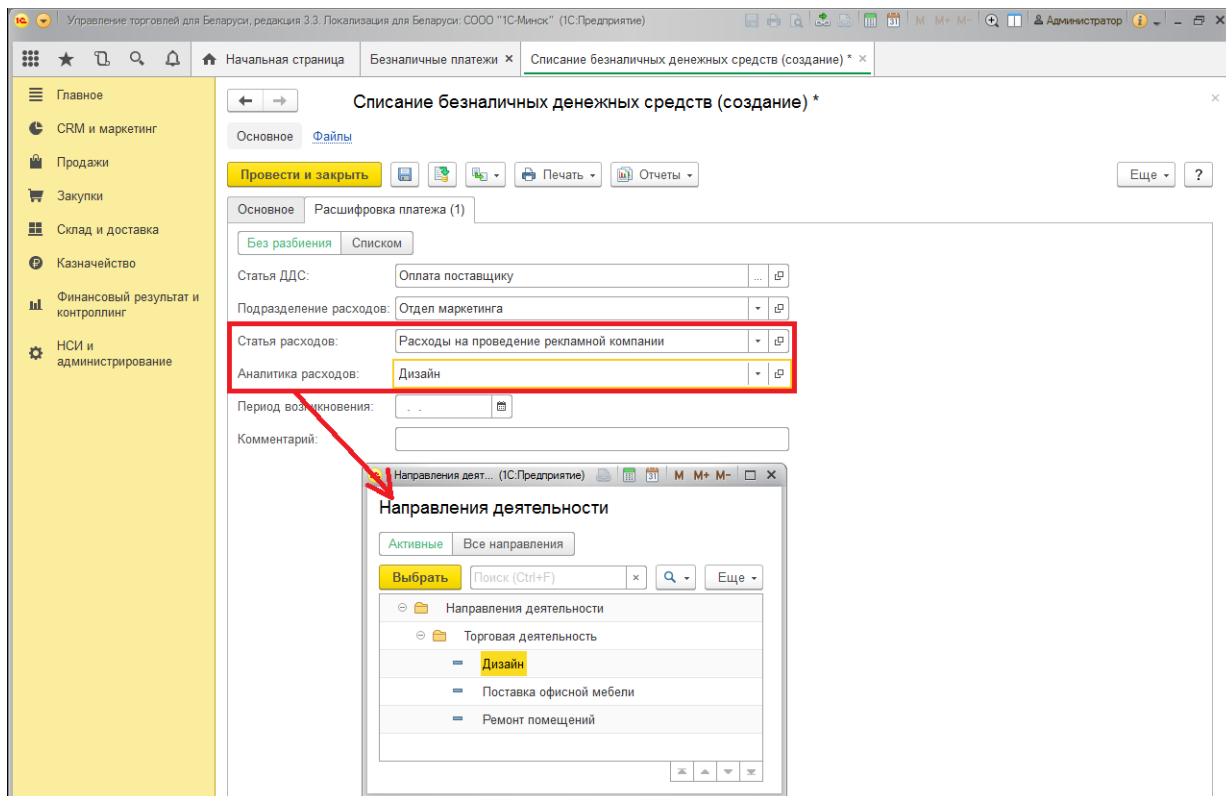 Управление торговлей для Беларуси, редакция 3.3. Локализация для Беларуси: СООО "1С-Минск" (1С:Предприятие) M M+ M- Администратор
Начальная страница Безналичные платежи × Списание безналичных денежных средств (создание) * ×
Главное
CRM и маркетинг
Продажи
Закупки
Склад и доставка
Казначейство
Финансовый результат и
контроллинг
НСИ и
администрирование
Списание безналичных денежных средств (создание) *
Основное Файлы
Провести и закрыть Печать Отчеты Еще ?
Основное Расшифровка платежа (1)
Без разбиения Списком
Статья ДДС: Оплата поставщику ...
Подразделение расходов: Отдел маркетинга
Статья расходов: Расходы на проведение рекламной компании
Аналитика расходов: Дизайн
Период возникновения: . .
Комментарий:
Направления деят... (1С:Предприятие) M M+ M-
Направления деятельности
Активные Все направления
Выбрать Поиск (Ctrl+F) × Еще
Направления деятельности
Торговая деятельность
Дизайн
Поставка офисной мебели
Ремонт помещений